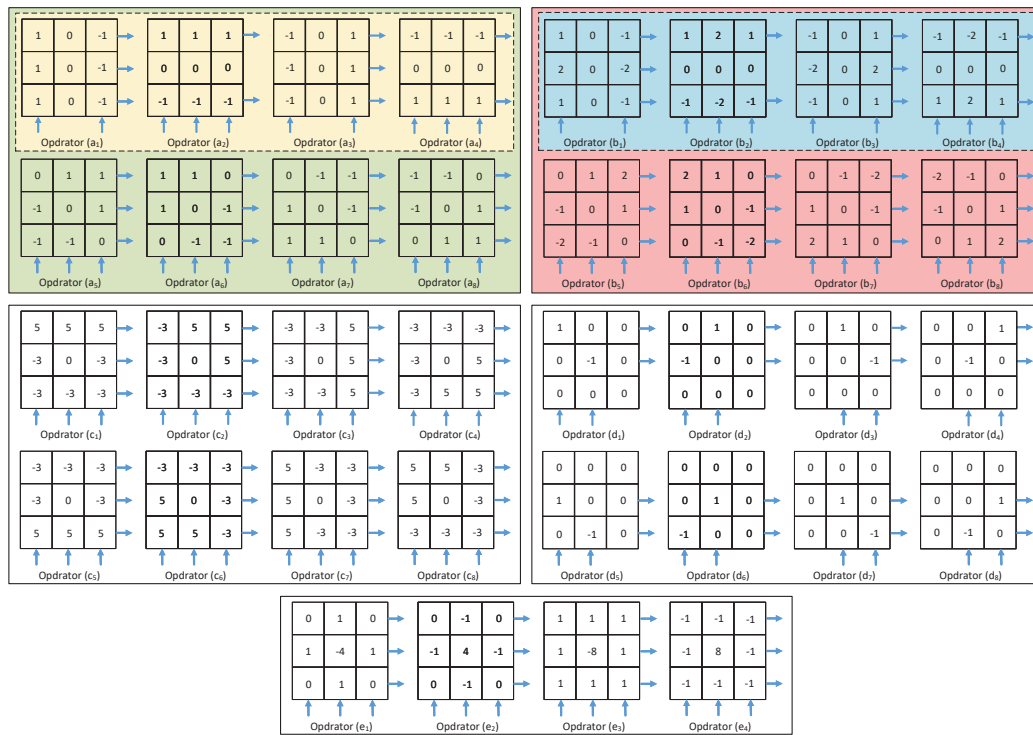 1 0 -1 1 1 1 -1 0 1 -1 -1 -1
1 0 -1 0 0 0 -1 0 1 0 0 0
1 0 -1 -1 -1 -1 -1 0 1 1 1 1
Opdrator (a₁) Opdrator (a₂) Opdrator (a₃) Opdrator (a₄)
0 1 1 1 1 0 0 -1 -1 -1 -1 0
-1 0 1 1 0 -1 1 0 -1 -1 0 1
-1 -1 0 0 -1 -1 1 1 0 0 1 1
Opdrator (a₅) Opdrator (a₆) Opdrator (a₇) Opdrator (a₈)
1 0 -1 1 2 1 -1 0 1 -1 -2 -1
2 0 -2 0 0 0 -2 0 2 0 0 0
1 0 -1 -1 -2 -1 -1 0 1 1 2 1
Opdrator (b₁) Opdrator (b₂) Opdrator (b₃) Opdrator (b₄)
0 1 2 2 1 0 0 -1 -2 -2 -1 0
-1 0 1 1 0 -1 1 0 -1 -1 0 1
-2 -1 0 0 -1 -2 2 1 0 0 1 2
Opdrator (b₅) Opdrator (b₆) Opdrator (b₇) Opdrator (b₈)
5 5 5 -3 5 5 -3 -3 5 -3 -3 -3
-3 0 -3 -3 0 5 -3 0 5 -3 0 5
-3 -3 -3 -3 -3 -3 -3 -3 5 -3 5 5
Opdrator (c₁) Opdrator (c₂) Opdrator (c₃) Opdrator (c₄)
-3 -3 -3 -3 -3 -3 5 -3 -3 5 5 -3
-3 0 -3 5 0 -3 5 0 -3 5 0 -3
5 5 5 5 5 -3 5 -3 -3 -3 -3 -3
Opdrator (c₅) Opdrator (c₆) Opdrator (c₇) Opdrator (c₈)
1 0 0 0 1 0 0 1 0 0 0 1
0 -1 0 -1 0 0 0 0 -1 0 -1 0
0 0 0 0 0 0 0 0 0 0 0 0
Opdrator (d₁) Opdrator (d₂) Opdrator (d₃) Opdrator (d₄)
0 0 0 0 0 0 0 0 0 0 0 0
1 0 0 0 1 0 0 1 0 0 0 1
0 -1 0 -1 0 0 0 0 -1 0 -1 0
Opdrator (d₅) Opdrator (d₆) Opdrator (d₇) Opdrator (d₈)
0 1 0 0 -1 0 1 1 1 -1 -1 -1
1 -4 1 -1 4 -1 1 -8 1 -1 8 -1
0 1 0 0 -1 0 1 1 1 -1 -1 -1
Opdrator (e₁) Opdrator (e₂) Opdrator (e₃) Opdrator (e₄)